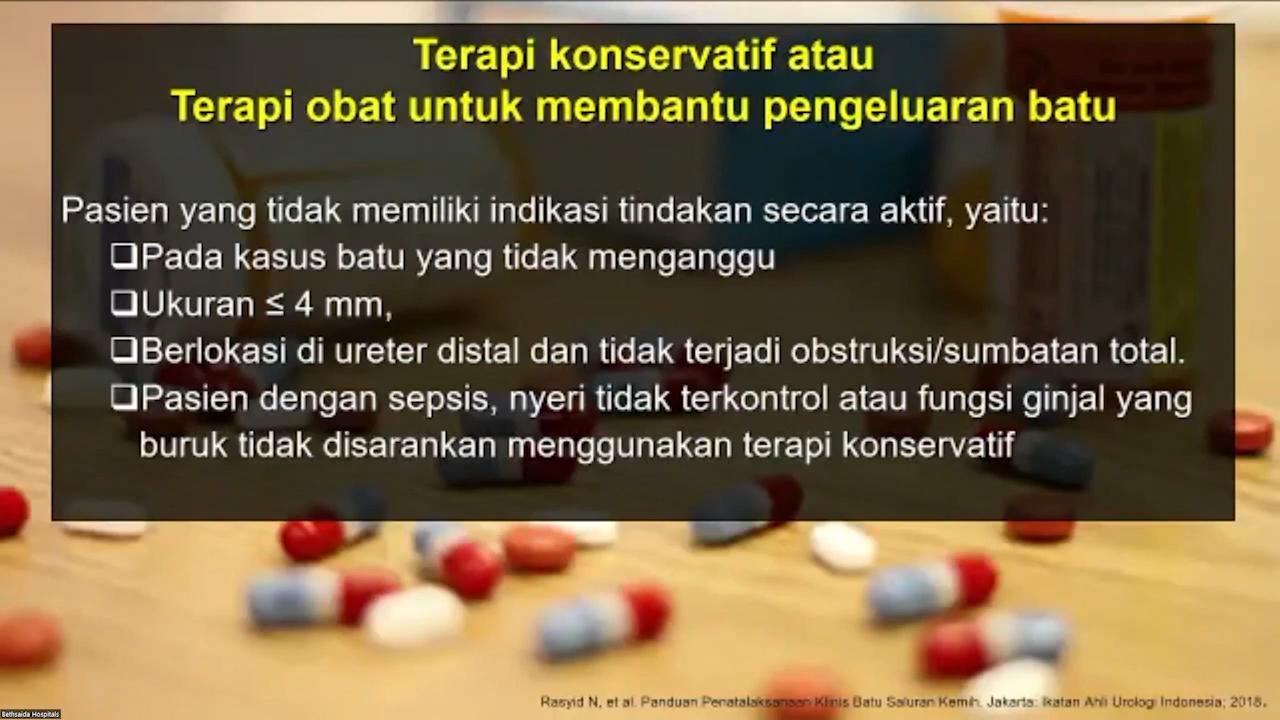 Terapi konservatif atau
Terapi obat untuk membantu pengeluaran batu
Pasien yang tidak memiliki indikasi tindakan secara aktif, yaitu:
❑Pada kasus batu yang tidak menganggu
❑Ukuran ≤ 4 mm,
❑Berlokasi di ureter distal dan tidak terjadi obstruksi/sumbatan total.
❑Pasien dengan sepsis, nyeri tidak terkontrol atau fungsi ginjal yang
buruk tidak disarankan menggunakan terapi konservatif
Rasyid N, et al. Panduan Penatalaksanaan Klinis Batu Saluran Kemih. Jakarta: Ikatan Ahli Urologi Indonesia; 2018.
Bethsaida Hospitals